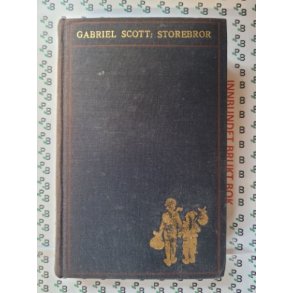 GABRIEL SCOTT: STOREBROR
INNBUNDET BRUKT BOK